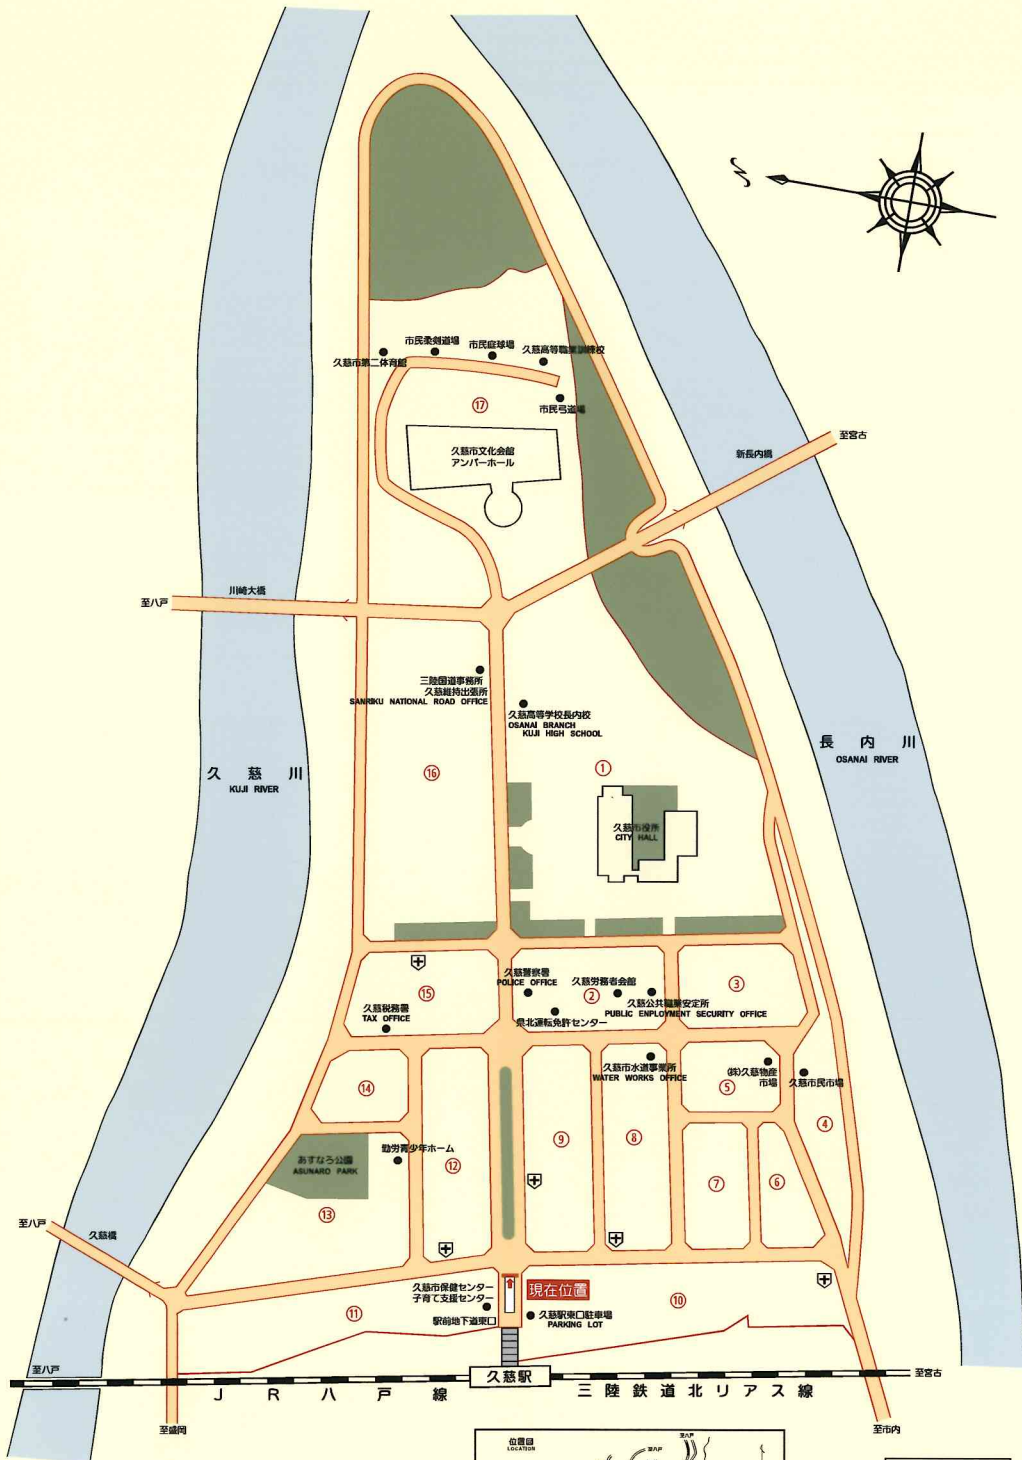 市民柔剣道場
市民庭球場
久慈高等職業訓練校
久慈市第二体育館
⑰
市民弓道場
至宮古
新長内橋
久慈市文化会館
アンバーホール
川崎大橋
至八戸
三陸国道事務所
久慈維持出張所
SANRIKU NATIONAL ROAD OFFICE
久慈高等学校長内校
OSANAI BRANCH
KUJI HIGH SCHOOL
長内川
OSANAI RIVER
久慈川
KUJI RIVER
⑯
①
久慈市役所
CITY HALL
⑮
久慈警察署
POLICE OFFICE
久慈労務者会館
②
③
久慈公共職業安定所
PUBLIC EMPLOYMENT SECURITY OFFICE
久慈税務署
TAX OFFICE
県北運転免許センター
久慈市水道事業所
WATER WORKS OFFICE
(株)久慈物産
市場
久慈市民市場
⑤
⑭
④
⑨
⑧
⑫
勤労青少年ホーム
あすなろ公園
ASUNARO PARK
⑦
⑥
⑬
至八戸
久慈橋
久慈市保健センター
子育て支援センター
現在位置
⑩
⑪
駅前地下道東口
久慈駅東口駐車場
PARKING LOT
至八戸
久慈駅
至宮古
JR八戸線
三陸鉄道北リアス線
至盛岡
至市内
位置図
LOCATION
至八戸
至八戸